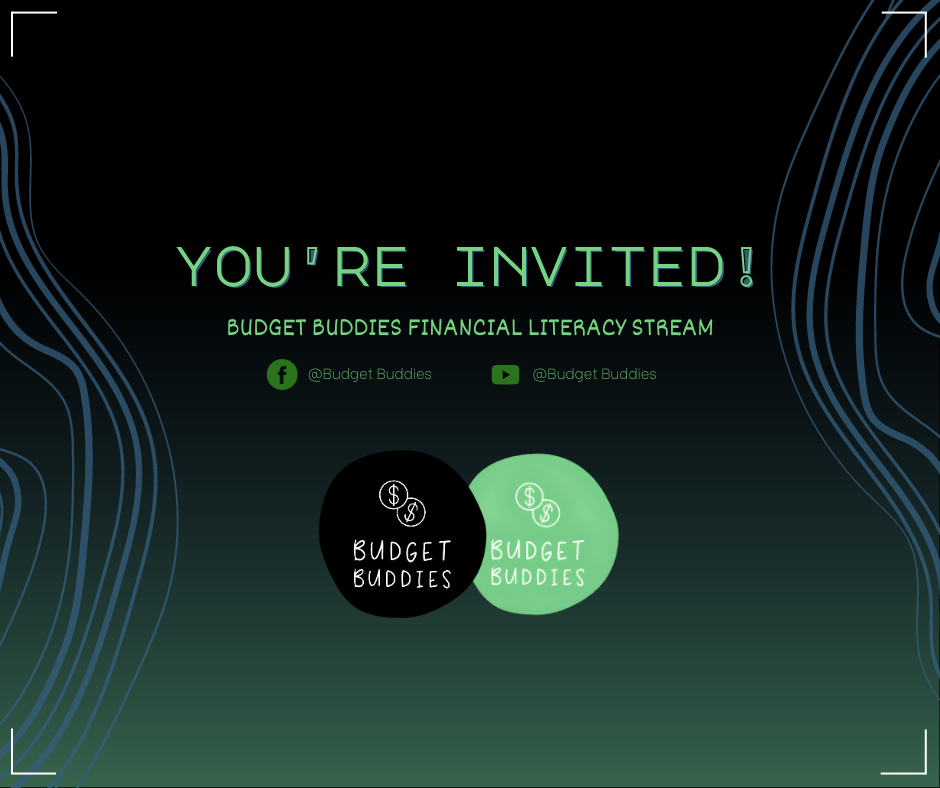 YOU'RE INVITED!
BUDGET BUDDIES FINANCIAL LITERACY STREAM
@Budget Buddies @Budget Buddies
$ $ $ $
BUDGET BUDGET
BUDDIES BUDDIES